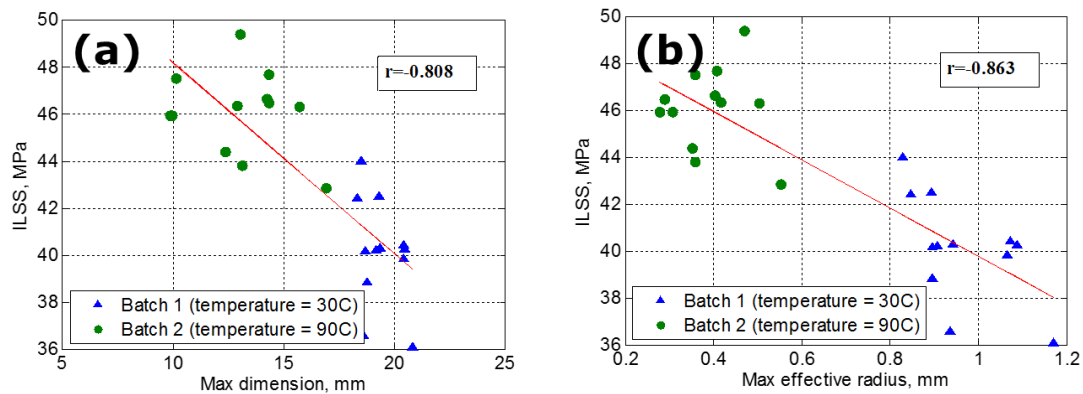 (a)
r=-0.808
50
48
46
44
42
40
38
36
ILSS, MPa
Batch 1 (temperature = 30C)
Batch 2 (temperature = 90C)
5 10 15 20 25
Max dimension, mm
(b)
r=-0.863
50
48
46
44
42
40
38
36
ILSS, MPa
Batch 1 (temperature = 30C)
Batch 2 (temperature = 90C)
0.2 0.4 0.6 0.8 1 1.2
Max effective radius, mm